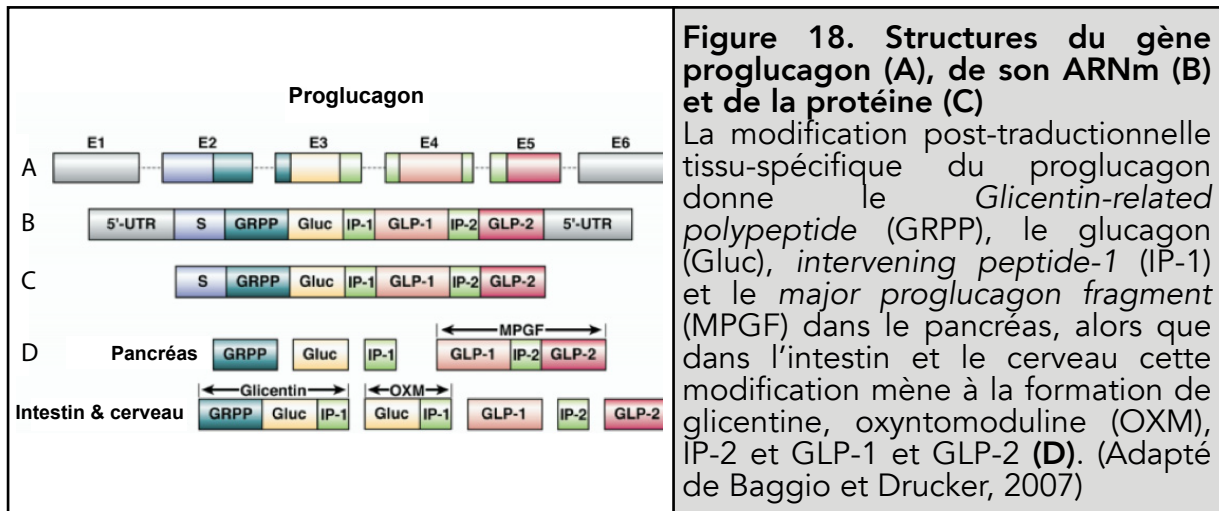 Proglucagon
E1 E2 E3 E4 E5 E6
A
B 5'-UTR S GRPP Gluc IP-1 GLP-1 IP-2 GLP-2 5'-UTR
C S GRPP Gluc IP-1 GLP-1 IP-2 GLP-2
MPGF
D Pancréas GRPP Gluc IP-1 GLP-1 IP-2 GLP-2
Glicentin OXM
Intestin & cerveau GRPP Gluc IP-1 Gluc IP-1 GLP-1 IP-2 GLP-2
Figure 18. Structures du gène
proglucagon (A), de son ARNm (B)
et de la protéine (C)
La modification post-traductionnelle
tissu-spécifique du proglucagon
donne le Glicentin-related
polypeptide (GRPP), le glucagon
(Gluc), intervening peptide-1 (IP-1)
et le major proglucagon fragment
(MPGF) dans le pancréas, alors que
dans l'intestin et le cerveau cette
modification mène à la formation de
glicentine, oxyntomoduline (OXM),
IP-2 et GLP-1 et GLP-2 (D). (Adapté
de Baggio et Drucker, 2007)